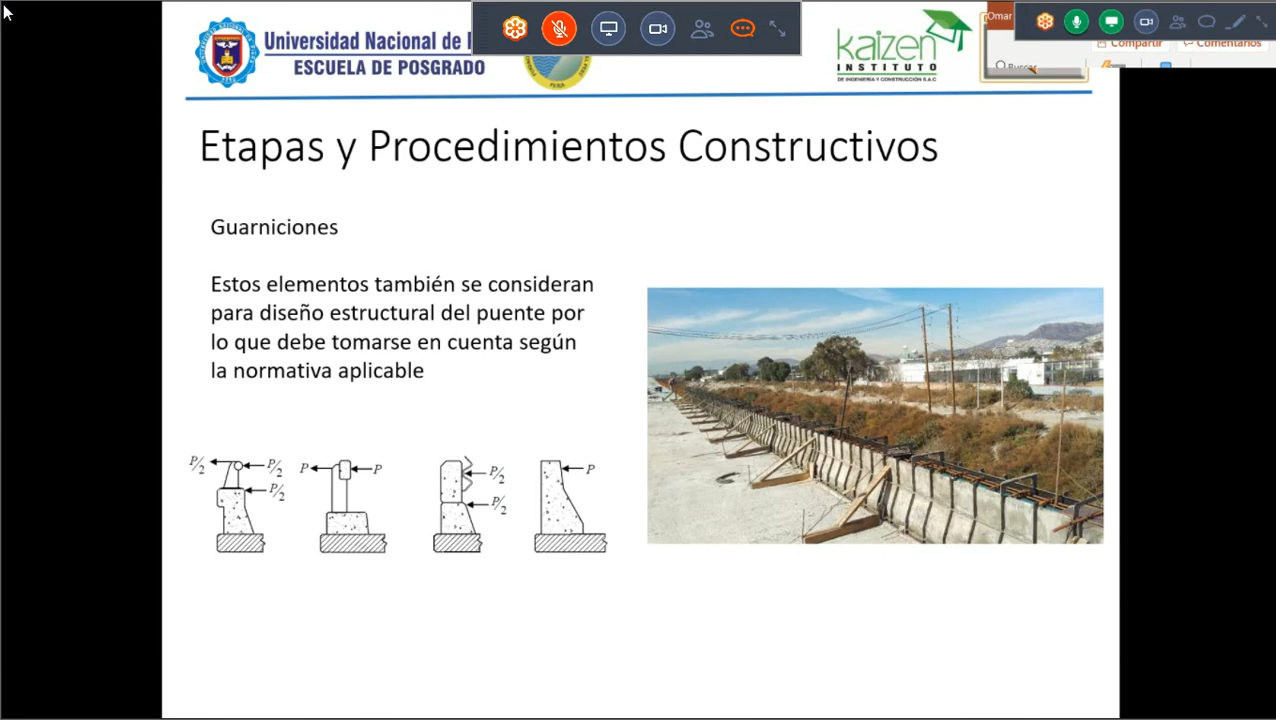 Universidad Nacional de
ESCUELA DE POSGRADO
kaizen
INSTITUTO
DE INGENIERÍA Y CONSTRUCCIÓN S.A.C
Omar
Compartir
Comentarios
Buscar
Etapas y Procedimientos Constructivos
Guarniciones
Estos elementos también se consideran
para diseño estructural del puente por
lo que debe tomarse en cuenta según
la normativa aplicable
P/2
P/2
P/2
P
P
P/2
P/2
P